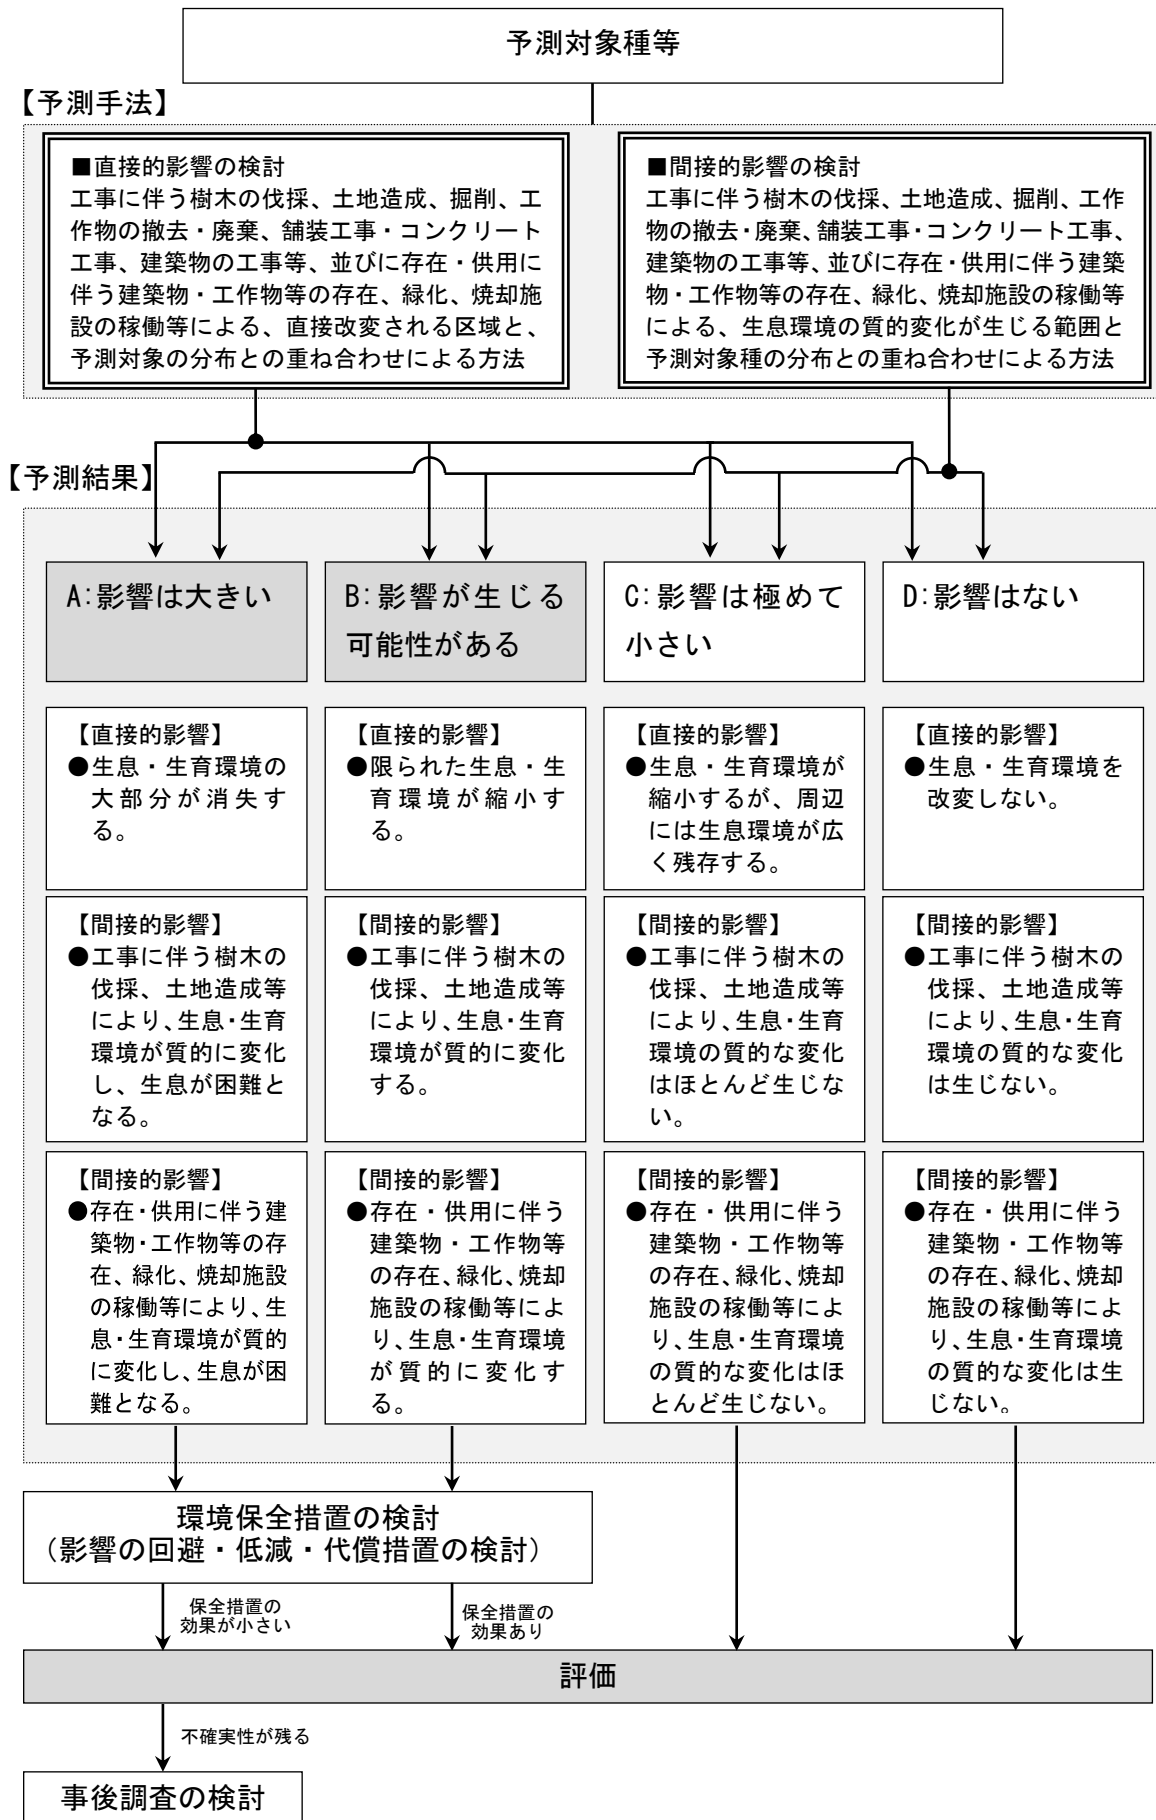 予測対象種等
【予測手法】
■直接的影響の検討
工事に伴う樹木の伐採、土地造成、掘削、工
作物の撤去・廃棄、舗装工事・コンクリート
工事、建築物の工事等、並びに存在・供用に
伴う建築物・工作物等の存在、緑化、焼却施
設の稼働等による、直接改変される区域と、
予測対象の分布との重ね合わせによる方法
■間接的影響の検討
工事に伴う樹木の伐採、土地造成、掘削、工作
物の撤去・廃棄、舗装工事・コンクリート工事、
建築物の工事等、並びに存在・供用に伴う建築
物・工作物等の存在、緑化、焼却施設の稼働等
による、生息環境の質的変化が生じる範囲と
予測対象種の分布との重ね合わせによる方法
【予測結果】
A:影響は大きい
B:影響が生じる
可能性がある
C:影響は極めて
小さい
D:影響はない
【直接的影響】
●生息・生育環境の
大部分が消失す
る。
【直接的影響】
●限られた生息・生
育環境が縮小す
る。
【直接的影響】
●生息・生育環境が
縮小するが、周辺
には生息環境が広
く残存する。
【直接的影響】
●生息・生育環境を
改変しない。
【間接的影響】
●工事に伴う樹木の
伐採、土地造成等
により、生息・生育
環境が質的に変化
し、生息が困難と
なる。
【間接的影響】
●工事に伴う樹木の
伐採、土地造成等
により、生息・生育
環境が質的に変化
する。
【間接的影響】
●工事に伴う樹木の
伐採、土地造成等
により、生息・生育
環境の質的な変化
はほとんど生じな
い。
【間接的影響】
●工事に伴う樹木の
伐採、土地造成等
により、生息・生育
環境の質的な変化
は生じない。
【間接的影響】
●存在・供用に伴う建
築物・工作物等の存
在、緑化、焼却施設
の稼働等により、生
息・生育環境が質的
に変化し、生息が困
難となる。
【間接的影響】
●存在・供用に伴う
建築物・工作物等
の存在、緑化、焼却
施設の稼働等によ
り、生息・生育環境
が質的に変化す
る。
【間接的影響】
●存在・供用に伴う
建築物・工作物等
の存在、緑化、焼却
施設の稼働等によ
り、生息・生育環境
の質的な変化はほ
とんど生じない。
【間接的影響】
●存在・供用に伴う
建築物・工作物等
の存在、緑化、焼却
施設の稼働等によ
り、生息・生育環境
の質的な変化は生
じない。
環境保全措置の検討
(影響の回避・低減・代償措置の検討)
保全措置の
効果が小さい
保全措置の
効果あり
評価
不確実性が残る
事後調査の検討